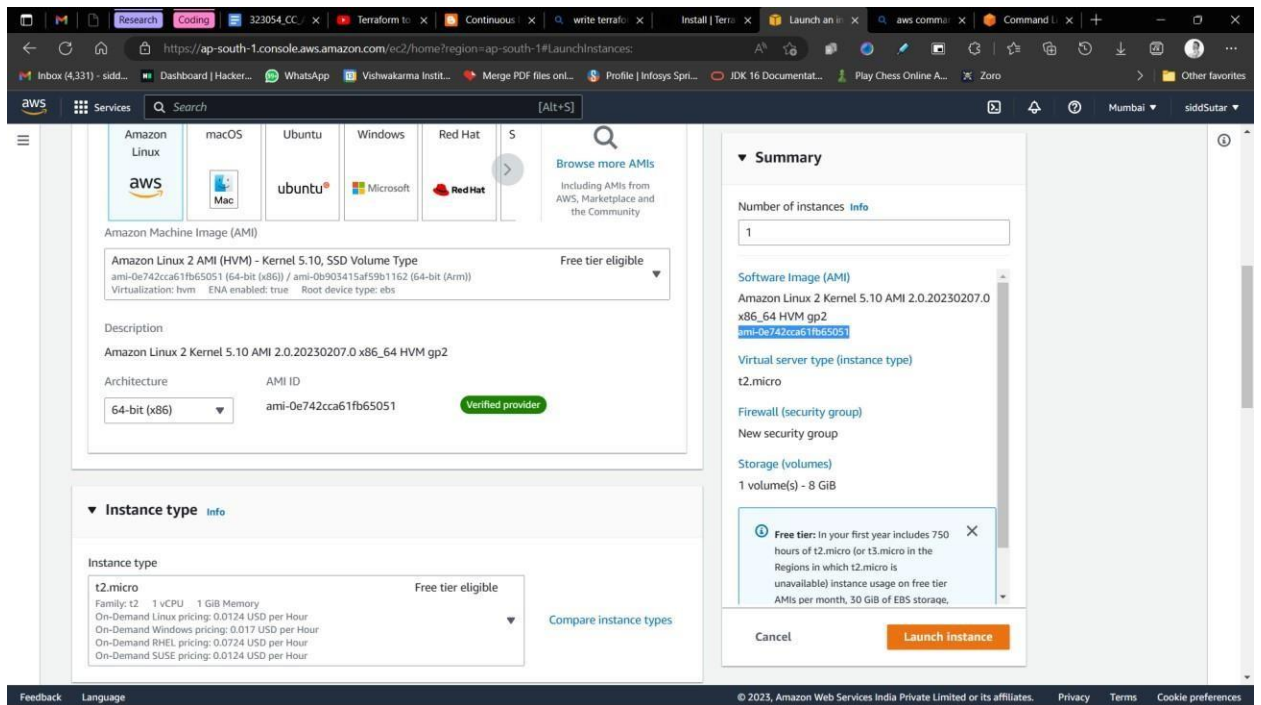 Research
Coding
323054_CC_/
Terraform to
Continuous I
write terrafo
Install | Terra
Launch an in
aws comma
Command L
https://ap-south-1.console.aws.amazon.com/ec2/home?region=ap-south-1#LaunchInstances:
Inbox (4,331) - sidd...
Dashboard | Hacker...
WhatsApp
Vishwakarma Instit...
Merge PDF files onl...
Profile | Infosys Spri...
JDK 16 Documentat...
Play Chess Online A...
Zoro
Other favorites
aws
Services
Search
[Alt+S]
Mumbai
siddSutar
Amazon Linux
aws
macOS
Mac
Ubuntu
ubuntu
Windows
Microsoft
Red Hat
Red Hat
S
Browse more AMIs
Including AMIs from
AWS, Marketplace and
the Community
Amazon Machine Image (AMI)
Amazon Linux 2 AMI (HVM) - Kernel 5.10, SSD Volume Type
Free tier eligible
ami-0e742cca61fb65051 (64-bit (x86)) / ami-0b903415af59b1162 (64-bit (Arm))
Virtualization: hvm ENA enabled: true Root device type: ebs
Description
Amazon Linux 2 Kernel 5.10 AMI 2.0.20230207.0 x86_64 HVM gp2
Architecture
AMI ID
64-bit (x86)
ami-0e742cca61fb65051
Verified provider
Instance type Info
Instance type
t2.micro
Free tier eligible
Family: t2 1 vCPU 1 GiB Memory
On-Demand Linux pricing: 0.0124 USD per Hour
On-Demand Windows pricing: 0.017 USD per Hour
On-Demand RHEL pricing: 0.0724 USD per Hour
On-Demand SUSE pricing: 0.0124 USD per Hour
Compare instance types
Summary
Number of instances Info
1
Software Image (AMI)
Amazon Linux 2 Kernel 5.10 AMI 2.0.20230207.0
x86_64 HVM gp2
ami-0e742cca61fb65051
Virtual server type (instance type)
t2.micro
Firewall (security group)
New security group
Storage (volumes)
1 volume(s) - 8 GiB
Free tier: In your first year includes 750
hours of t2.micro (or t3.micro in the
Regions in which t2.micro is
unavailable) instance usage on free tier
AMIs per month, 30 GiB of EBS storage,
Cancel
Launch instance
Feedback
Language
© 2023, Amazon Web Services India Private Limited or its affiliates.
Privacy
Terms
Cookie preferences